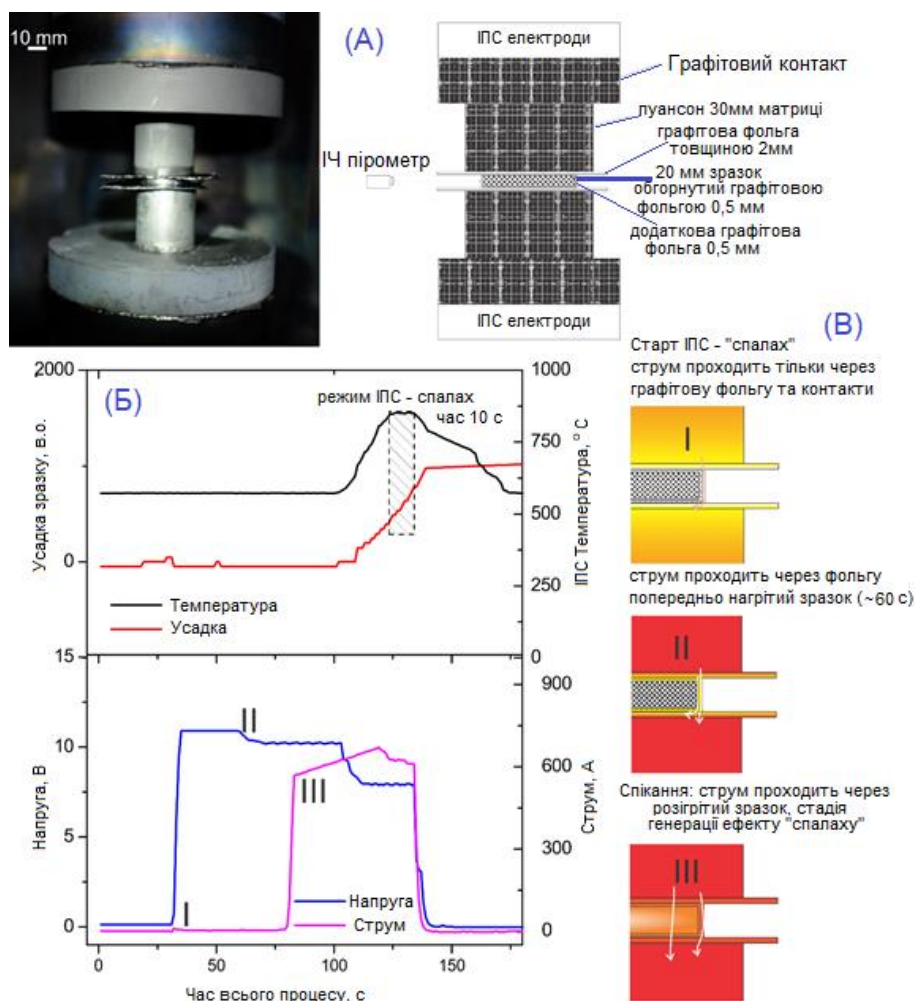 10 mm
(А)
ІПС електроди
Графітовий контакт
пуансон 30мм матриці
графітова фольга
товщиною 2мм
ІЧ пірометр
20 мм зразок
обгорнутий графітовою
фольгою 0,5 мм
додаткова графітова
фольга 0,5 мм
ІПС електроди
(Б)
2000
0
Усадка зразку, в.о.
1000
750
500
250
0
ІПС Температура, ° С
режим ІПС - спалах
час 10 с
Температура
Усадка
15
10
5
0
Напруга, В
900
600
300
0
Струм, А
I
II
III
Напруга
Струм
0
50
100
150
Час всього процесу, с
(В)
Старт ІПС - "спалах"
струм проходить тільки через
графітову фольгу та контакти
I
струм проходить через фольгу
попередньо нагрітий зразок (~60 с)
II
Спікання: струм проходить через
розігрітий зразок, стадія
генерації ефекту "спалаху"
III